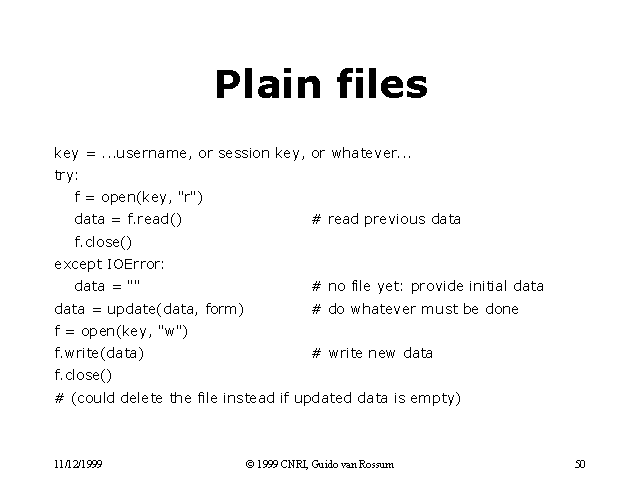 Plain files
key = ...username, or session key, or whatever...
try:
f = open(key, "r")
data = f.read() # read previous data
f.close()
except IOError:
data = "" # no file yet: provide initial data
data = update(data, form) # do whatever must be done
f = open(key, "w")
f.write(data) # write new data
f.close()
# (could delete the file instead if updated data is empty)
11/12/1999 © 1999 CNRI, Guido van Rossum 50